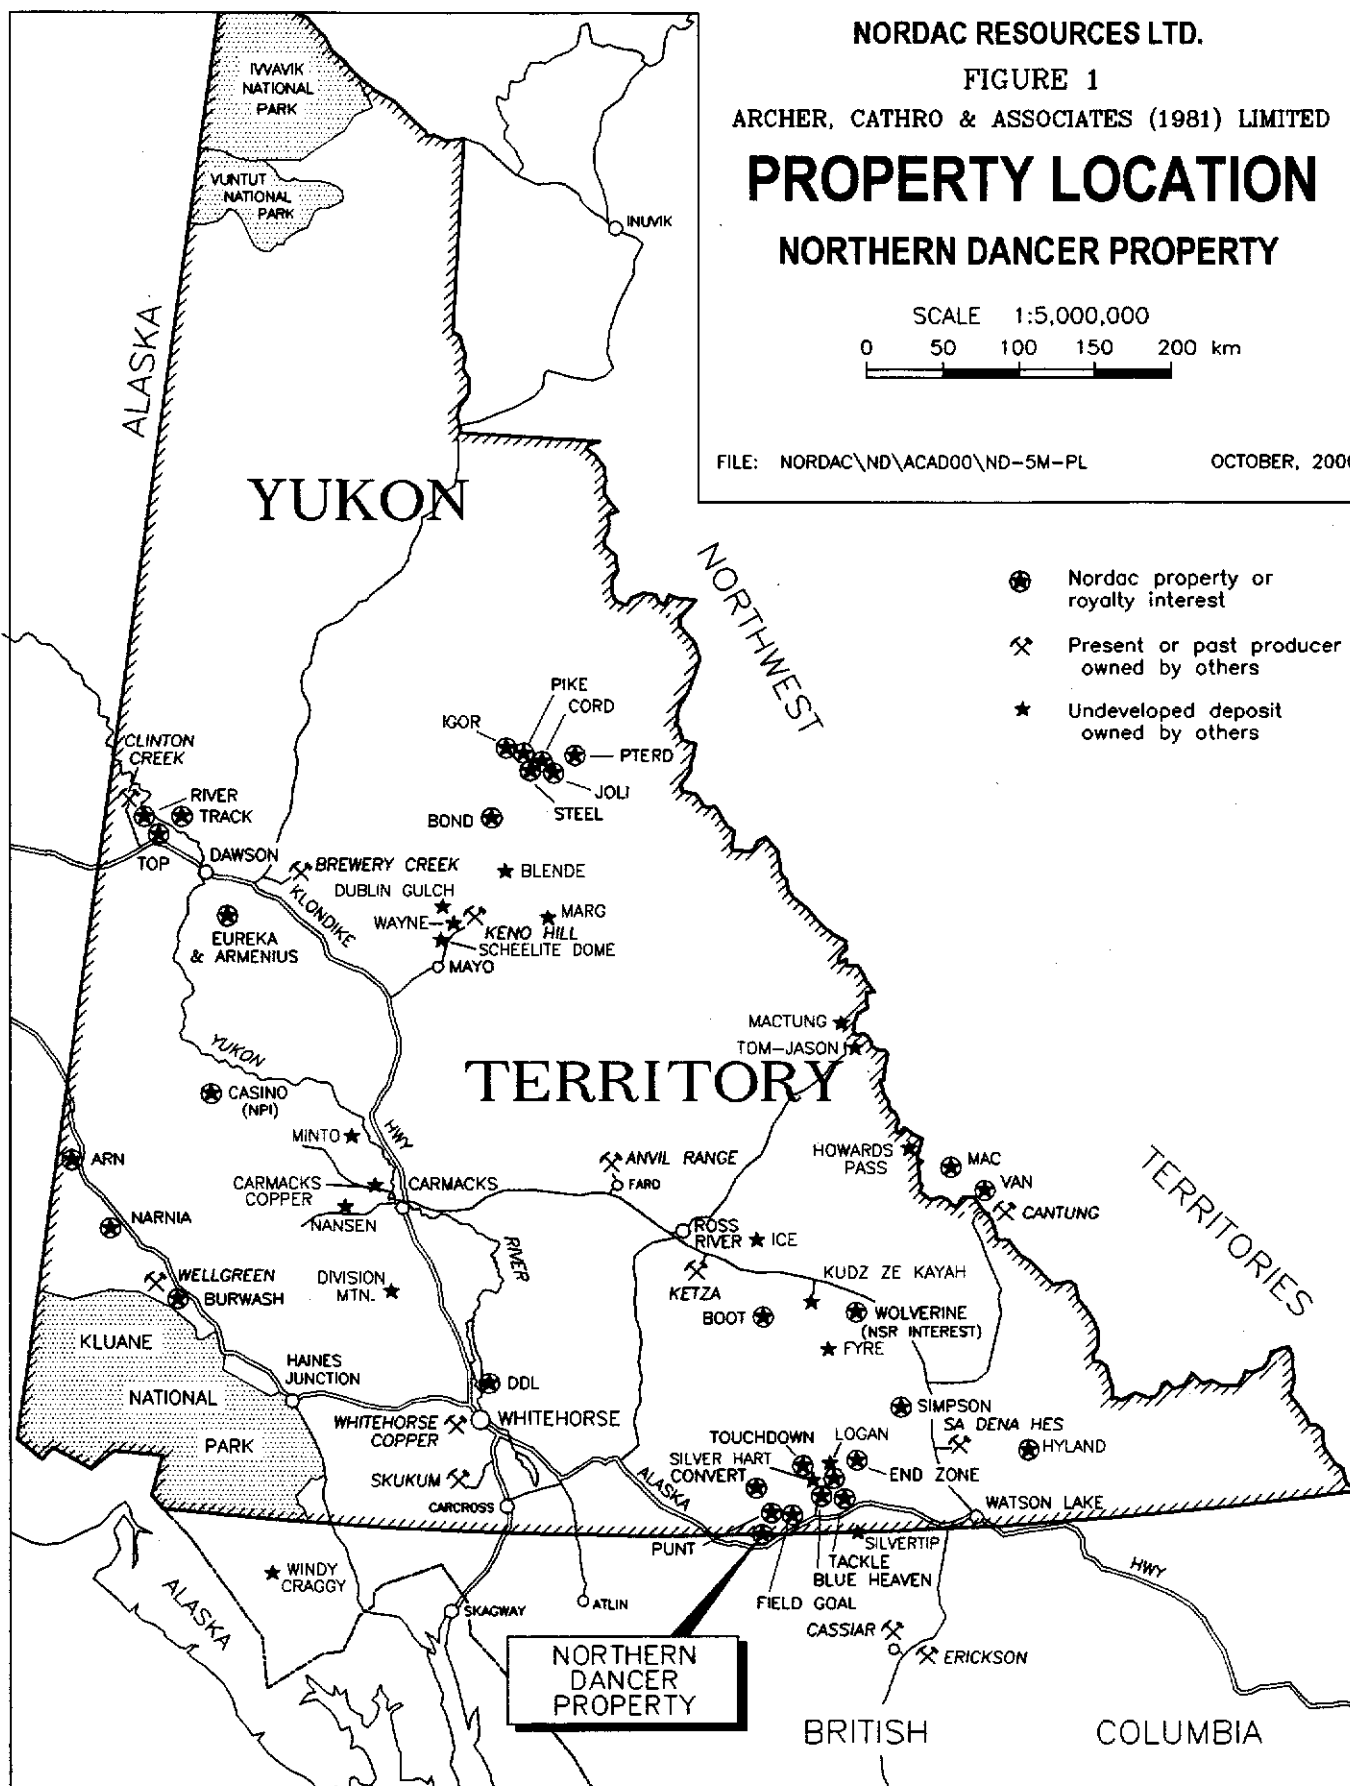 NORDAC RESOURCES LTD.
FIGURE 1
ARCHER, CATHRO & ASSOCIATES (1981) LIMITED
PROPERTY LOCATION
NORTHERN DANCER PROPERTY
SCALE 1:5,000,000
0 50 100 150 200 km
FILE: NORDAC\ND\ACAD00\ND-5M-PL OCTOBER, 200
Nordac property or
royalty interest
Present or past producer
owned by others
Undeveloped deposit
owned by others
IVVAVIK
NATIONAL
PARK
VUNTUT
NATIONAL
PARK
INUVIK
ALASKA
YUKON
NORTHWEST
PIKE
CORD
IGOR
PTERD
JOLI
STEEL
BOND
CLINTON
CREEK
RIVER
TRACK
TOP
DAWSON
BREWERY CREEK
BLENDE
DUBLIN GULCH
KLONDIKE
WAYNE
MARG
KENO HILL
EUREKA
& ARMENIUS
SCHEELITE DOME
MAYO
YUKON
MACTUNG
TOM-JASON
TERRITORY
CASINO
(NPI)
HWY
MINTO
ARN
ANVIL RANGE
HOWARDS
PASS
MAC
VAN
CARMACKS
COPPER
CARMACKS
FARO
CANTUNG
TERRITORIES
NANSEN
NARNIA
ROSS
RIVER
ICE
RIVER
WELLGREEN
BURWASH
DIVISION
MTN.
KETZA
KUDZ ZE KAYAH
BOOT
WOLVERINE
(NSR INTEREST)
FYRE
KLUANE
HAINES
JUNCTION
NATIONAL
DDL
SIMPSON
WHITEHORSE
COPPER
WHITEHORSE
SA DENA HES
PARK
TOUCHDOWN
LOGAN
HYLAND
SILVER HART
CONVERT
END ZONE
SKUKUM
ALASKA
CARCROSS
WATSON LAKE
PUNT
SILVERTIP
TACKLE
BLUE HEAVEN
HWY
WINDY
CRAGGY
ALASKA
FIELD GOAL
SKAGWAY
ATLIN
CASSIAR
ERICKSON
NORTHERN
DANCER
PROPERTY
BRITISH COLUMBIA